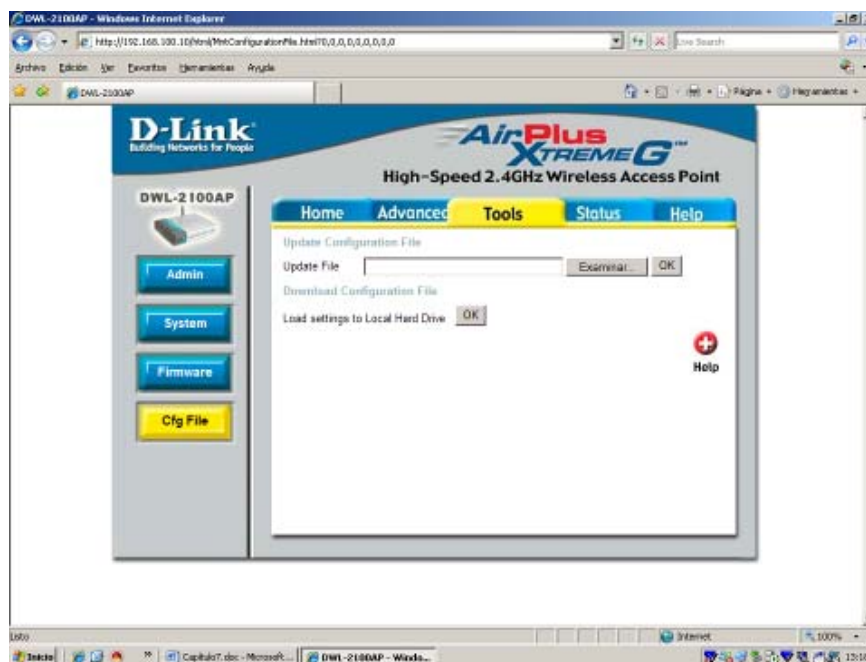 DWL-2100AP - Windows Internet Explorer
http://192.168.100.10/html/MntConfigurationFile.html?0,0,0,0,0,0,0,0,0
Live Search
Archivo Edición Ver Favoritos Herramientas Ayuda
DWL-2100AP
Página Herramientas
D-Link
Building Networks for People
AirPlus
XTREME G™
High-Speed 2.4GHz Wireless Access Point
DWL-2100AP
Home Advanced Tools Status Help
Update Configuration File
Update File Examinar... OK
Download Configuration File
Load settings to Local Hard Drive OK
Admin
System
Firmware
Cfg File
Help
Listo
Internet
100%
Inicio
Capitulo7.doc - Microsoft...
DWL-2100AP - Windo...